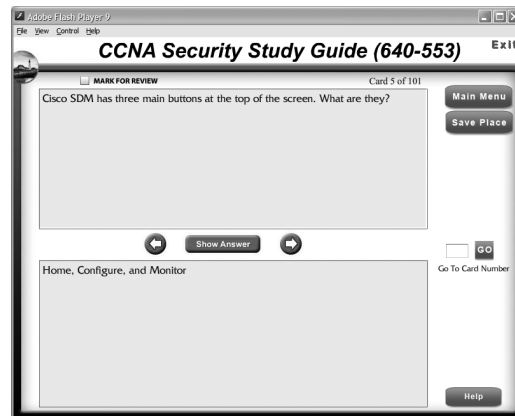 Adobe Flash Player 9
File View Control Help
CCNA Security Study Guide (640-553)
Exit
MARK FOR REVIEW
Card 5 of 101
Cisco SDM has three main buttons at the top of the screen. What are they?
Main Menu
Save Place
Show Answer
GO
Go To Card Number
Home, Configure, and Monitor
Help